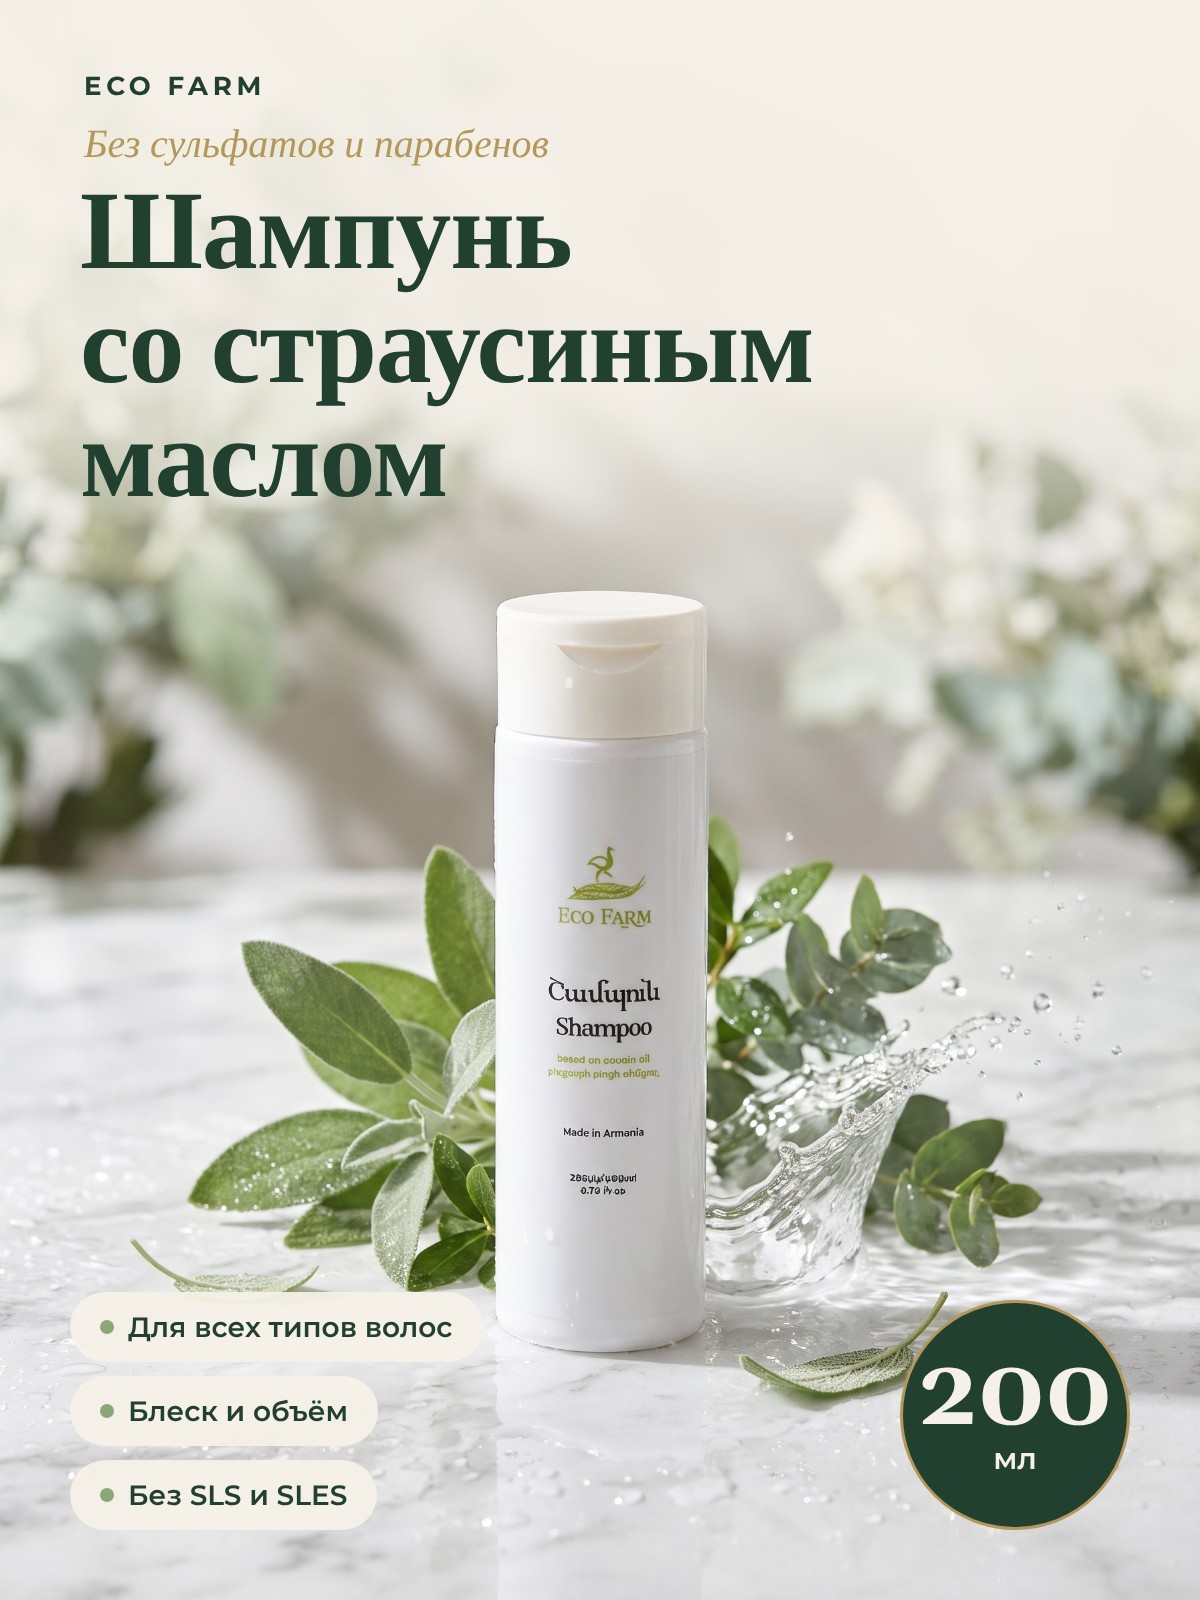 ECO FARM
Без сульфатов и парабенов
Шампунь
со страусиным
маслом
ECO FARM
Shampoo
Made in Armenia
Для всех типов волос
Блеск и объём
Без SLS и SLES
200
мл